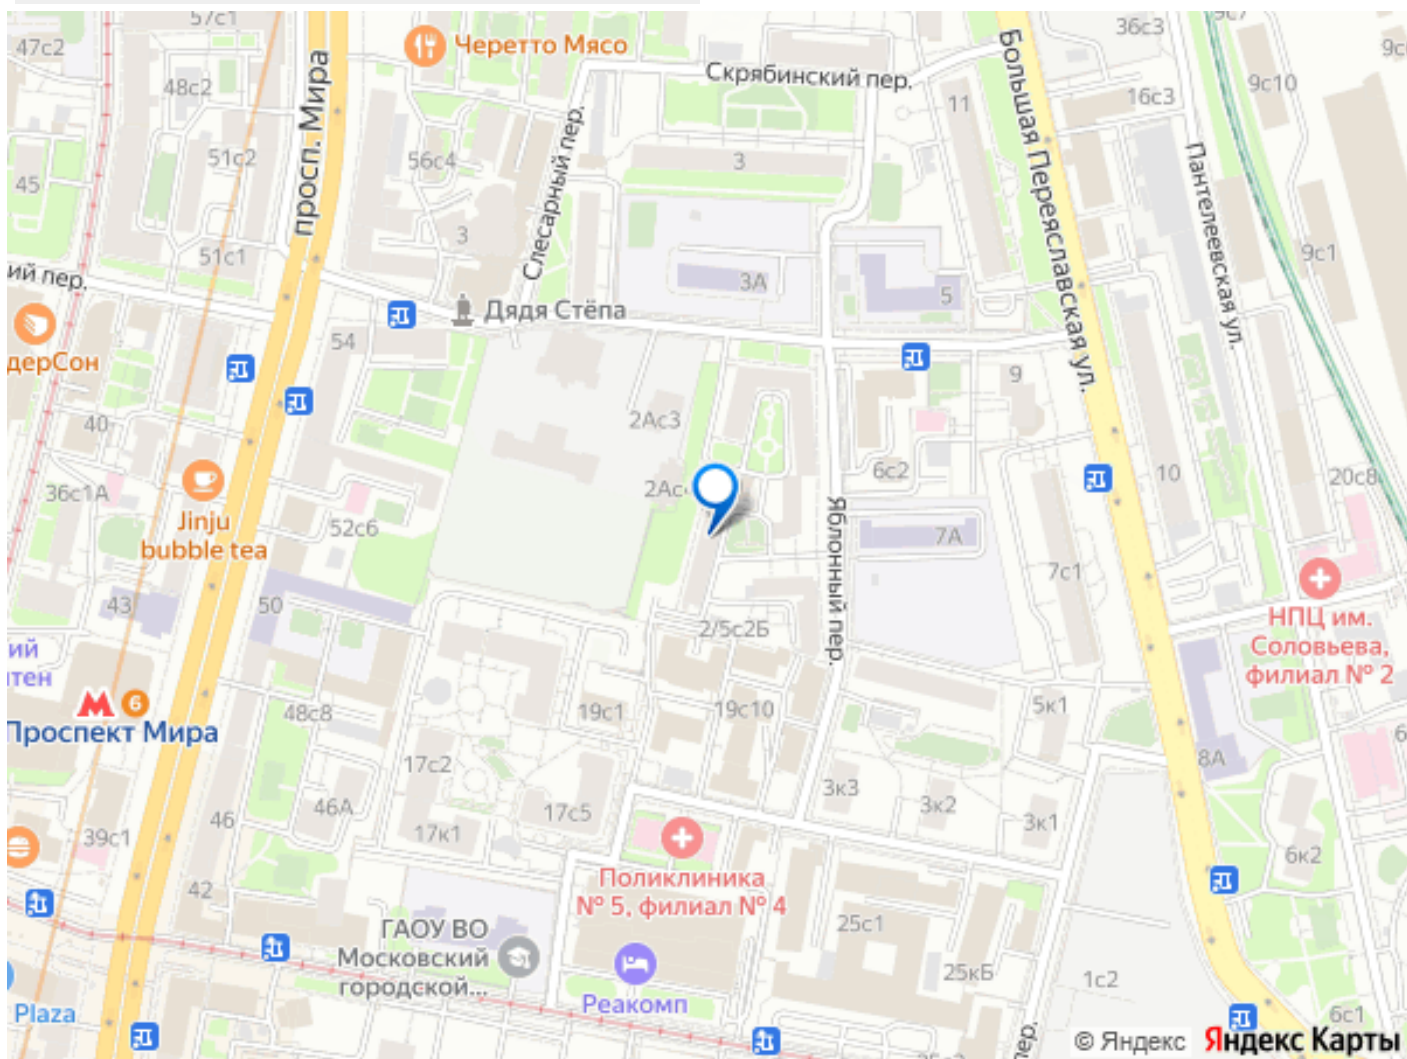 57с1
36с3
9с7
47с2
Черетто Мясо
9с
48с2
Скрябинский пер.
9с10
16с3
11
просп. Мира
51с2
56с4
3
Большая Переяславская ул.
45
Слесарный пер.
Пантелеевская ул.
3
51с1
9с1
ий пер.
3А
5
Дядя Стёпа
54
дерСон
9
40
2Ас3
6с2
10
20с8
36с1А
2Ас
Jinju
bubble tea
52с6
Яблонный пер.
7А
7с1
43
50
НПЦ им.
Соловьева,
филиал № 2
2/5с2Б
ий
тен
6
Проспект Мира
48с8
19с1
19с10
5к1
6
17с2
8А
46А
46
17к1
17с5
3к3
3к2
3к1
39с1
6к2
42
Поликлиника
№ 5, филиал № 4
ГАОУ ВО
Московский
городской...
25с1
25кБ
1с2
Реакомп
Plaza
6с1
пер.
© Яндекс
Яндекс Карты